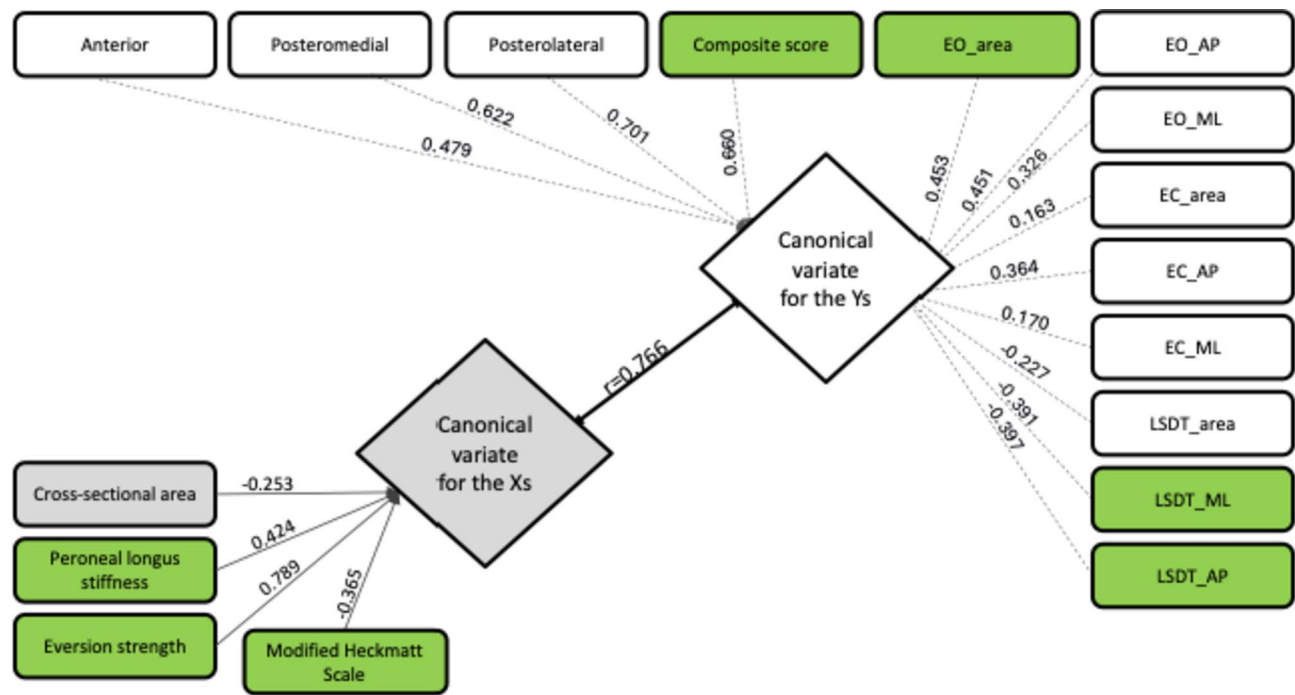 Anterior
Posteromedial
Posterolateral
Composite score
EO_area
EO_AP
EO_ML
EC_area
EC_AP
EC_ML
LSDT_area
LSDT_ML
LSDT_AP
0.479
0.622
0.701
0.660
0.453
0.451
0.326
0.163
0.364
0.170
-0.227
-0.391
-0.397
Canonical
variate
for the Ys
r=0.766
Canonical
variate
for the Xs
Cross-sectional area
-0.253
Peroneal longus
stiffness
0.424
Eversion strength
0.789
Modified Heckmatt
Scale
-0.365